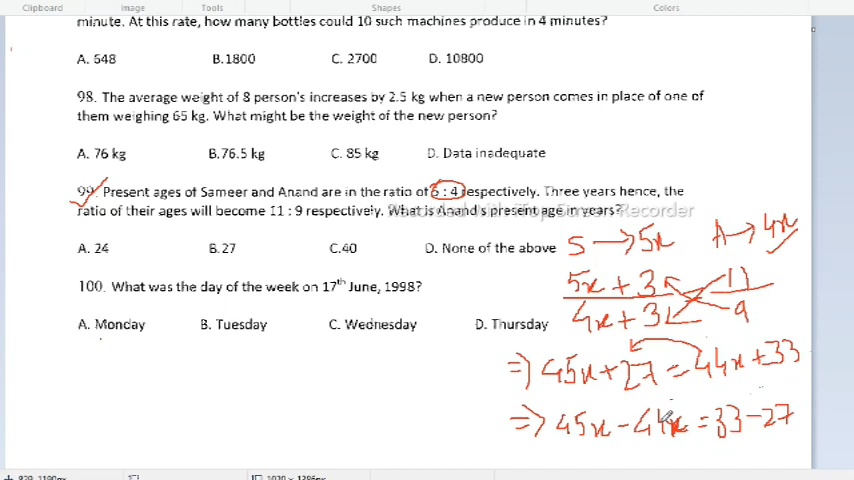 Clipboard Image Tools Shapes Colors
minute. At this rate, how many bottles could 10 such machines produce in 4 minutes?
A. 548 B.1800 C. 2700 D. 10800
98. The average weight of 8 person's increases by 2.5 kg when a new person comes in place of one of
them weighing 65 kg. What might be the weight of the new person?
A. 76 kg B.76.5 kg C. 85 kg D. Data inadequate
99. Present ages of Sameer and Anand are in the ratio of 5 : 4 respectively. Three years hence, the
ratio of their ages will become 11 : 9 respectively. What is Anand's present age in years?
Screen Recorder
A. 24 B.27 C.40 D. None of the above
S → 5x A → 4x
5x + 3 11
4x + 3 9
100. What was the day of the week on 17th June, 1998?
A. Monday B. Tuesday C. Wednesday D. Thursday
⇒ 45x + 27 = 44x + 33
⇒ 45x - 44x = 33 - 27